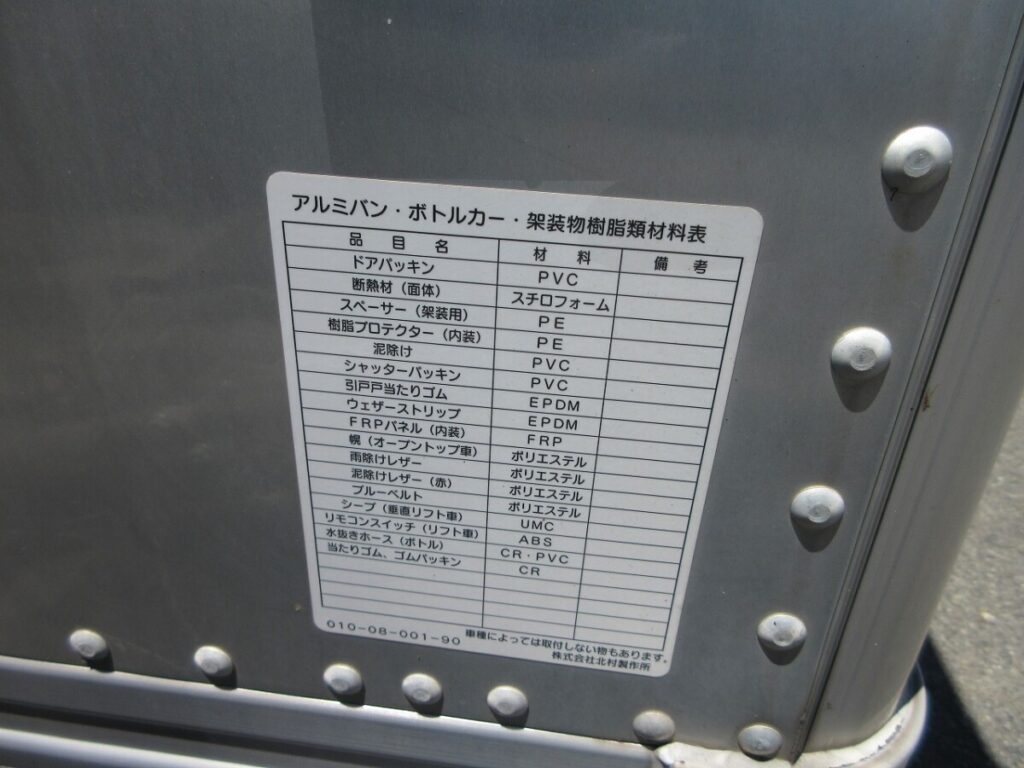 アルミバン・ボトルカー・架装物樹脂類材料表
品 目 名 材 料 備 考
ドアパッキン PVC
断熱材（面体） スチロフォーム
スペーサー（架装用） PE
樹脂プロテクター（内装） PE
泥除け PVC
シャッターパッキン PVC
引戸戸当たりゴム EPDM
ウェザーストリップ EPDM
FRPパネル（内装） FRP
幌（オープントップ車） ポリエステル
雨除けレザー ポリエステル
泥除けレザー（赤） ポリエステル
ブルーベルト ポリエステル
シーブ（垂直リフト車） UMC
リモコンスイッチ（リフト車） ABS
水抜きホース（ボトル） CR・PVC
当たりゴム、ゴムパッキン CR
010-08-001-90 車種によっては取付しない物もあります。
株式会社北村製作所